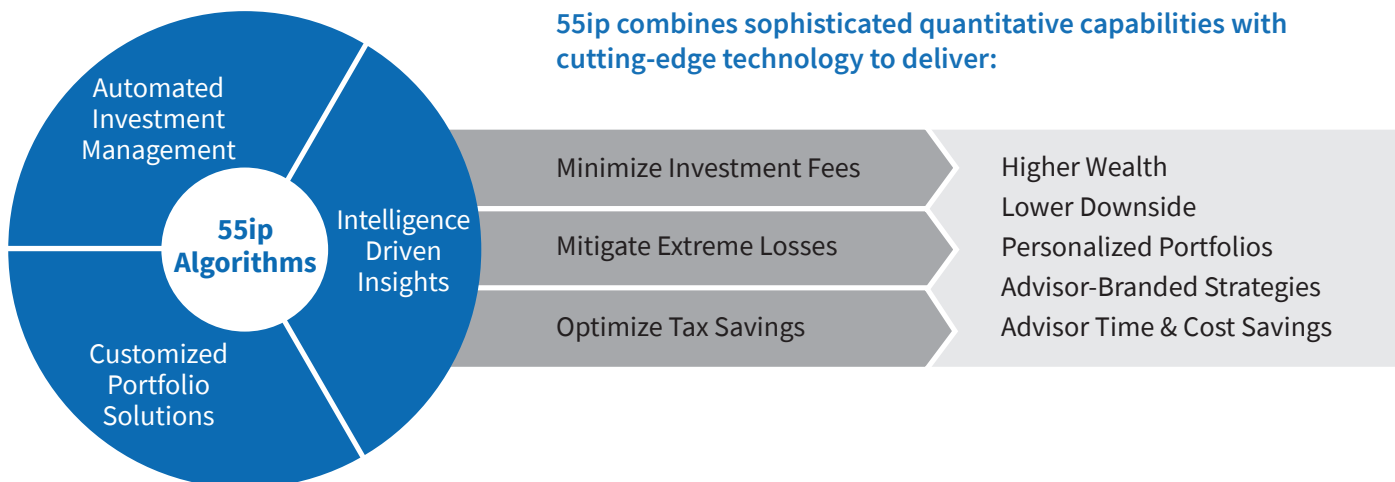 55ip combines sophisticated quantitative capabilities with
cutting-edge technology to deliver:
Automated
Investment
Management
55ip
Algorithms
Intelligence
Driven
Insights
Customized
Portfolio
Solutions
Minimize Investment Fees
Mitigate Extreme Losses
Optimize Tax Savings
Higher Wealth
Lower Downside
Personalized Portfolios
Advisor-Branded Strategies
Advisor Time & Cost Savings